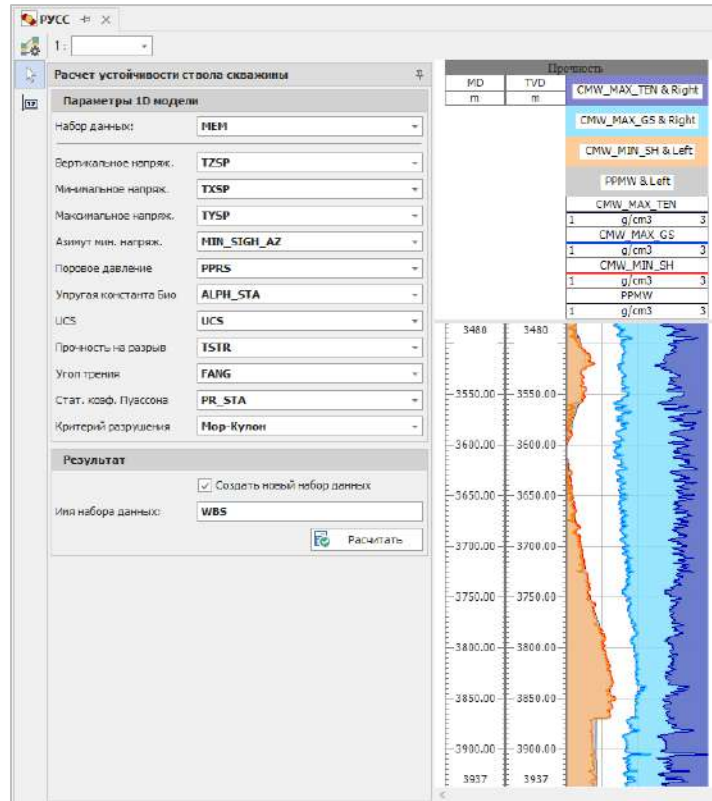 РУСС
1:
Расчет устойчивости ствола скважины
Параметры 1D модели
Набор данных: MEM
Вертикальное напряж. TZSP
Минимальное напряж. TXSP
Максимальное напряж. TYSP
Азимут мин. напряж. MIN_SIGH_AZ
Поровое давление PPRS
Упругая константа Био ALPH_STA
UCS UCS
Прочность на разрыв TSTR
Угол трения FANG
Стат. коэф. Пуассона PR_STA
Критерий разрушения Мор-Кулон
Результат
Создать новый набор данных
Имя набора данных: WBS
Расчитать
Прочность
MD TVD CMW_MAX_TEN & Right
m m
CMW_MAX_GS & Right
CMW_MIN_SH & Left
PPMW & Left
CMW_MAX_TEN
1 g/cm3 3
CMW_MAX_GS
1 g/cm3 3
CMW_MIN_SH
1 g/cm3 3
PPMW
1 g/cm3 3
3480 3480
3550.00 3550.00
3600.00 3600.00
3650.00 3650.00
3700.00 3700.00
3750.00 3750.00
3800.00 3800.00
3850.00 3850.00
3900.00 3900.00
3937 3937